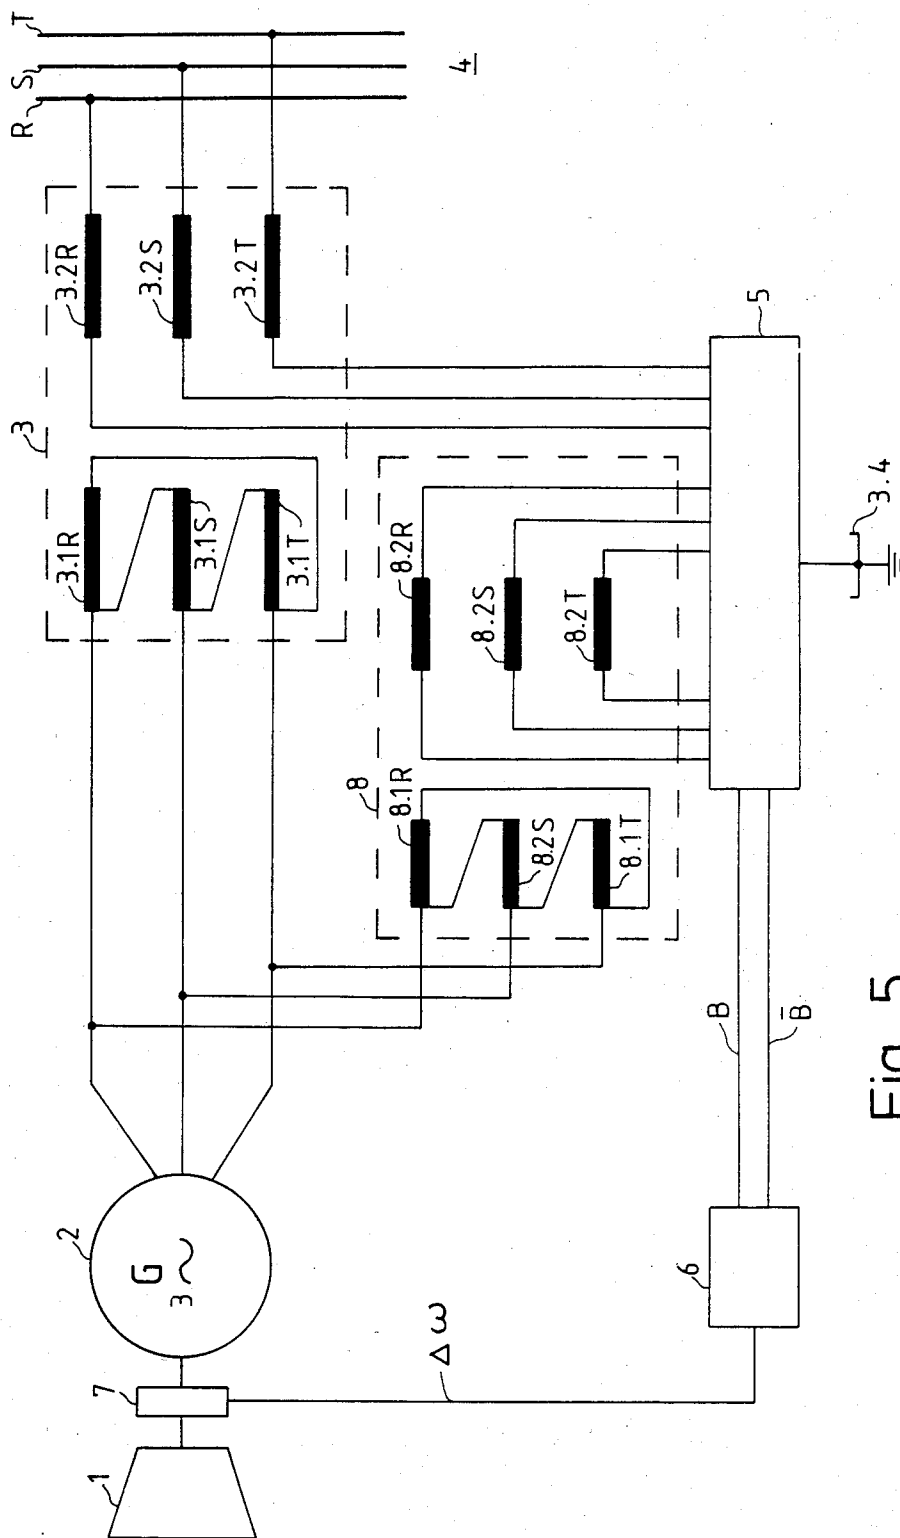 1
7
2
G
3 ~
Δ ω
3
3.1R
3.1S
3.1T
3.2R
3.2S
3.2T
R
S
T
4
8
8.1R
8.2S
8.1T
8.2R
8.2S
8.2T
6
B
B̅
5
3.4
Fig. 5